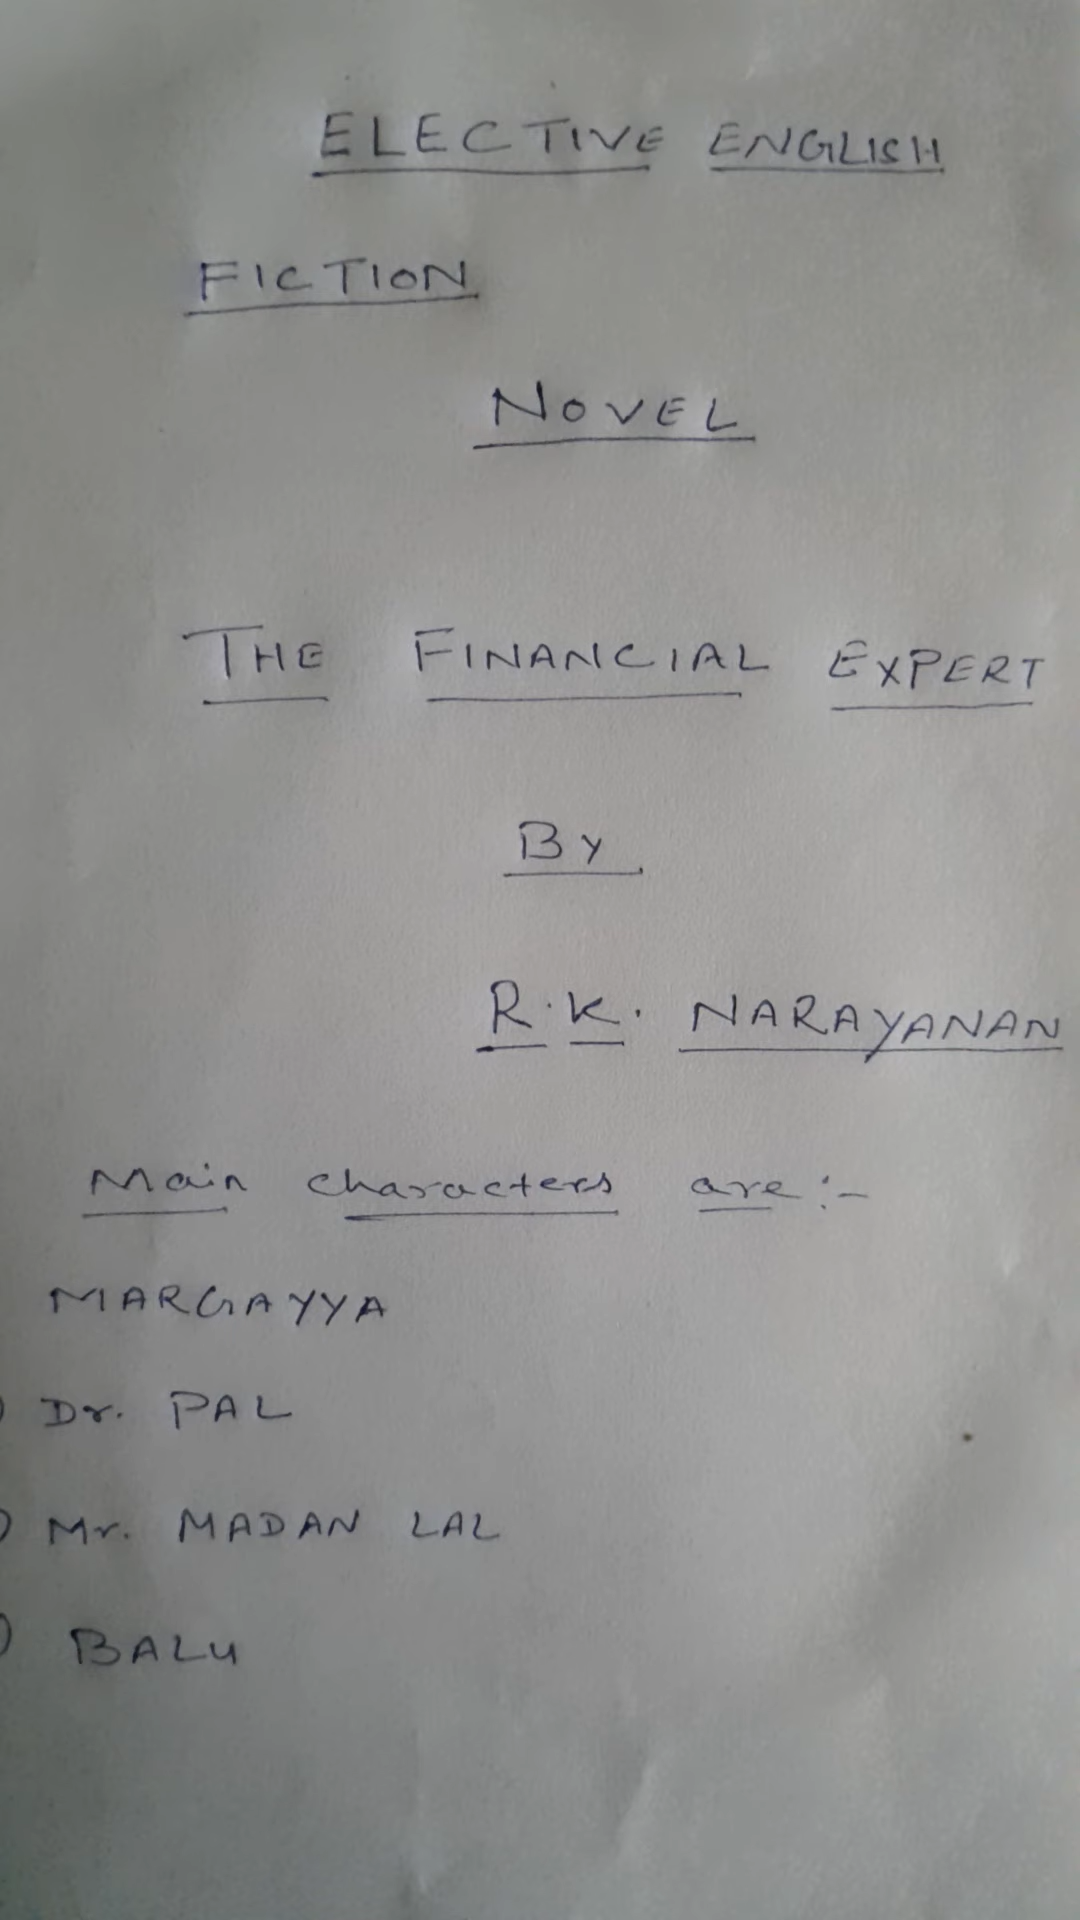 ELECTIVE ENGLISH
FICTION
NOVEL
THE FINANCIAL EXPERT
By
R.K. NARAYANAN
Main characters are:-
MARGAYYA
) Dr. PAL
) Mr. MADAN LAL
) BALU